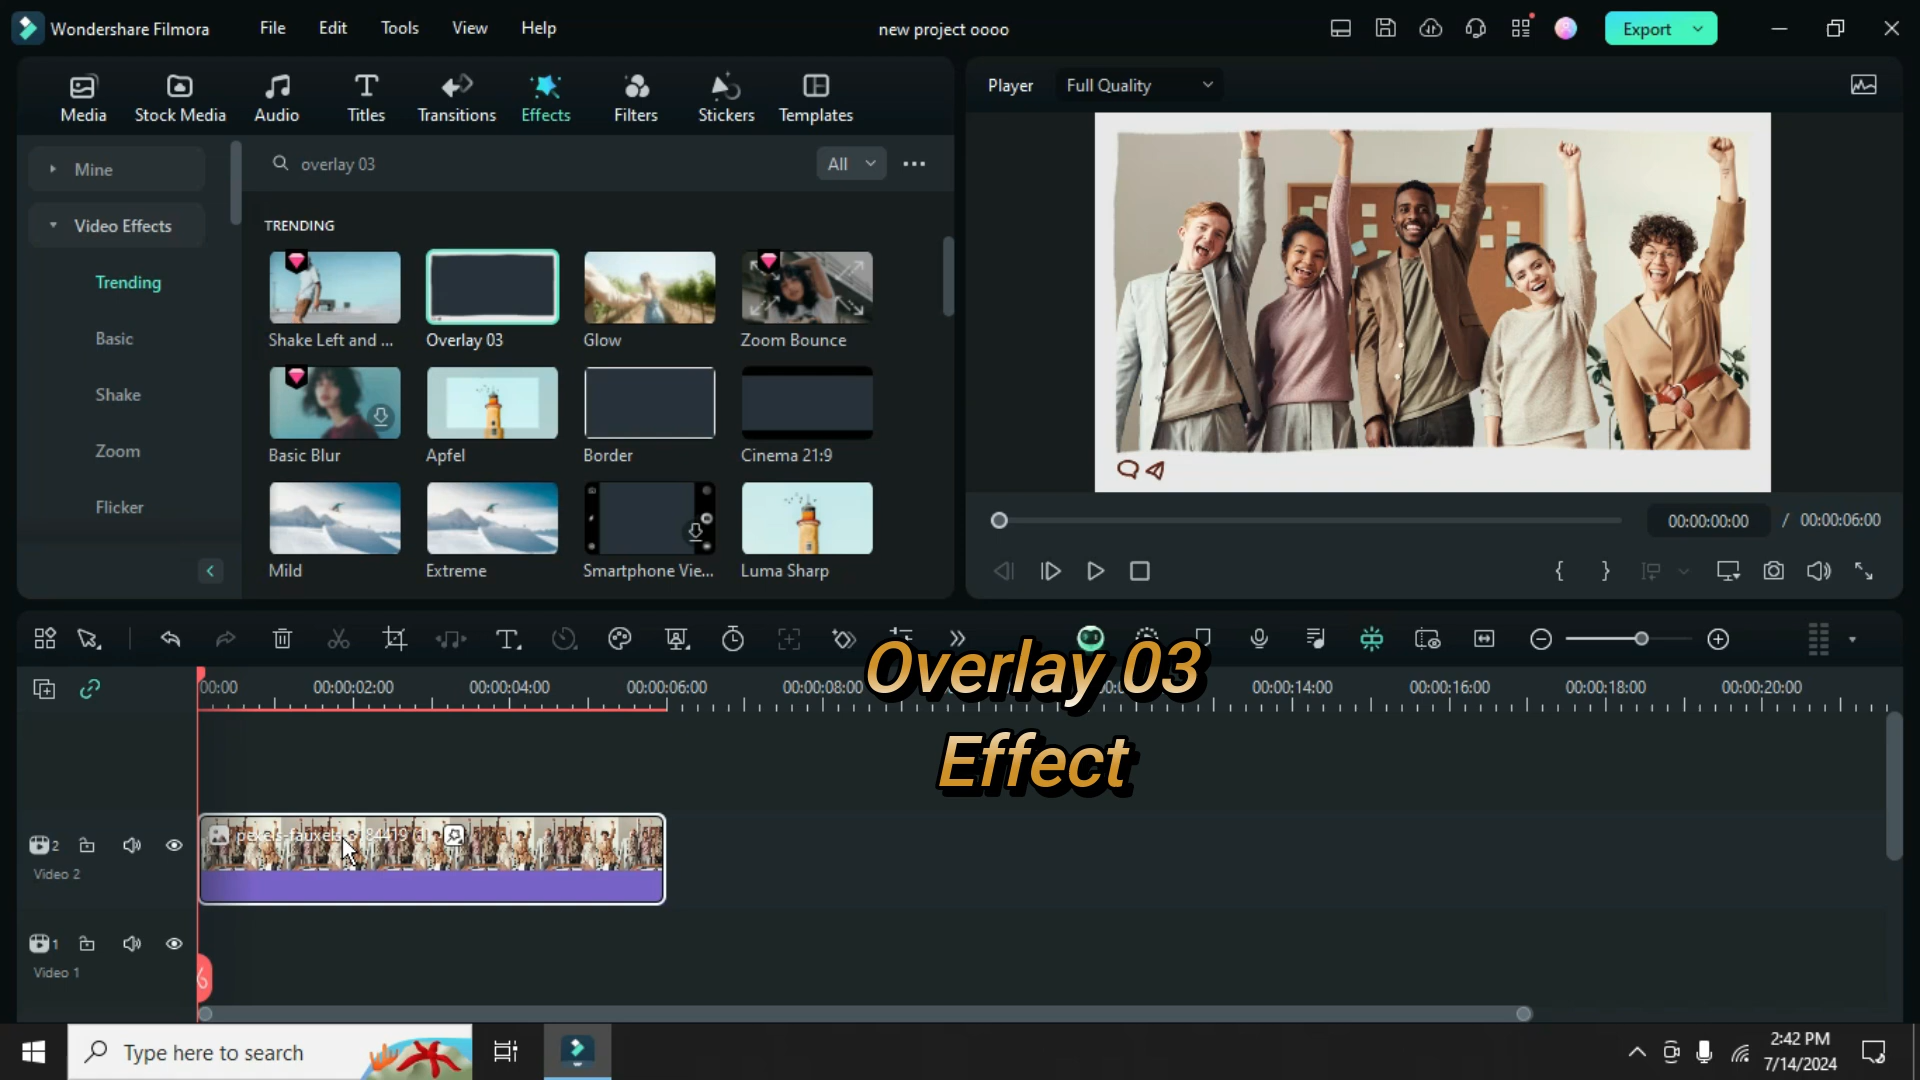 Wondershare Filmora
File
Edit
Tools
View
Help
new project oooo
Export
Media
Stock Media
Audio
Titles
Transitions
Effects
Filters
Stickers
Templates
Player
Full Quality
Mine
Video Effects
Trending
Basic
Shake
Zoom
Flicker
overlay 03
All
TRENDING
Shake Left and ...
Overlay 03
Glow
Zoom Bounce
Basic Blur
Apfel
Border
Cinema 21:9
Mild
Extreme
Smartphone Vie...
Luma Sharp
00:00:00:00 / 00:00:06:00
00:00
00:00:02:00
00:00:04:00
00:00:06:00
00:00:08:00
00:00:14:00
00:00:16:00
00:00:18:00
00:00:20:00
Overlay 03
Effect
2
Video 2
1
Video 1
Type here to search
2:42 PM
7/14/2024